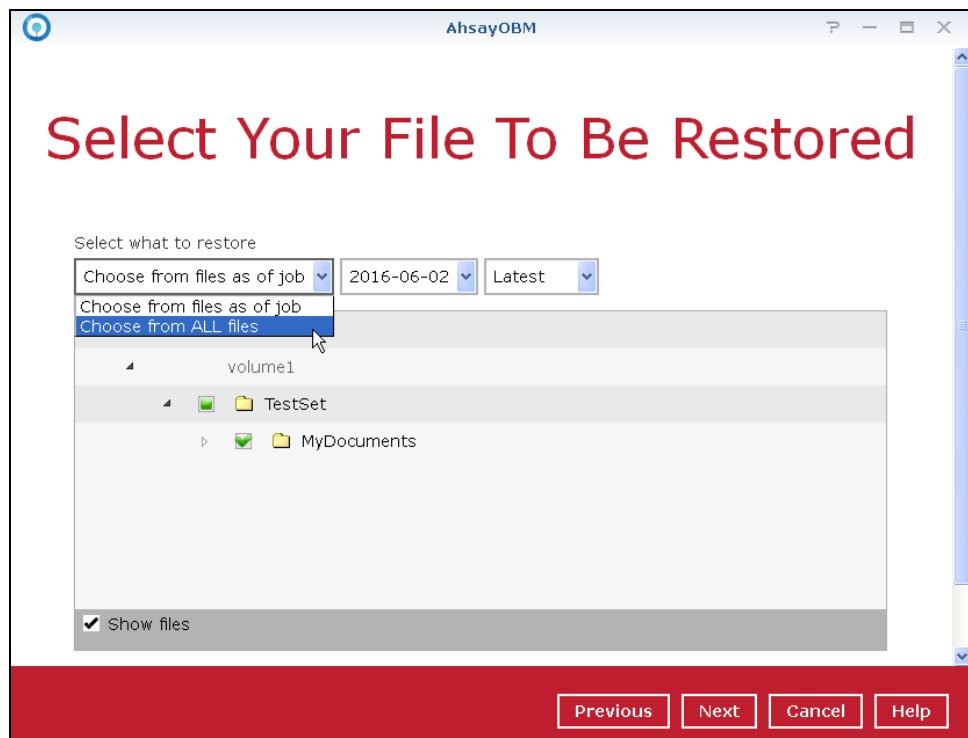 AhsayOBM
Select Your File To Be Restored
Select what to restore
Choose from files as of job 2016-06-02 Latest
Choose from files as of job
Choose from ALL files
volume1
TestSet
MyDocuments
Show files
Previous Next Cancel Help